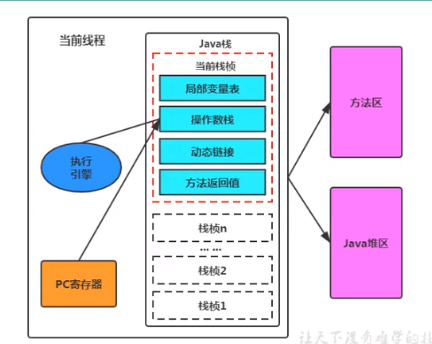 当前线程
Java栈
当前栈桢
局部变量表
操作数栈
动态链接
方法返回值
执行
引擎
PC寄存器
栈桢n
... ...
栈桢2
栈桢1
方法区
Java堆区
让天下没有难学的技